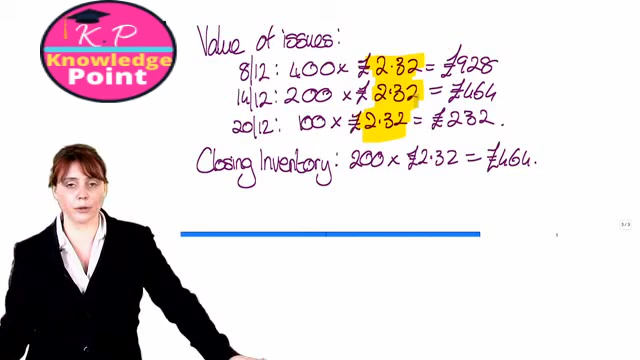 K.P
Knowledge
Point
Value of issues:
8/12: 400 x £2.32 = £928
14/12: 200 x £2.32 = £464
20/12: 100 x £2.32 = £232.
Closing Inventory: 200 x £2.32 = £464.